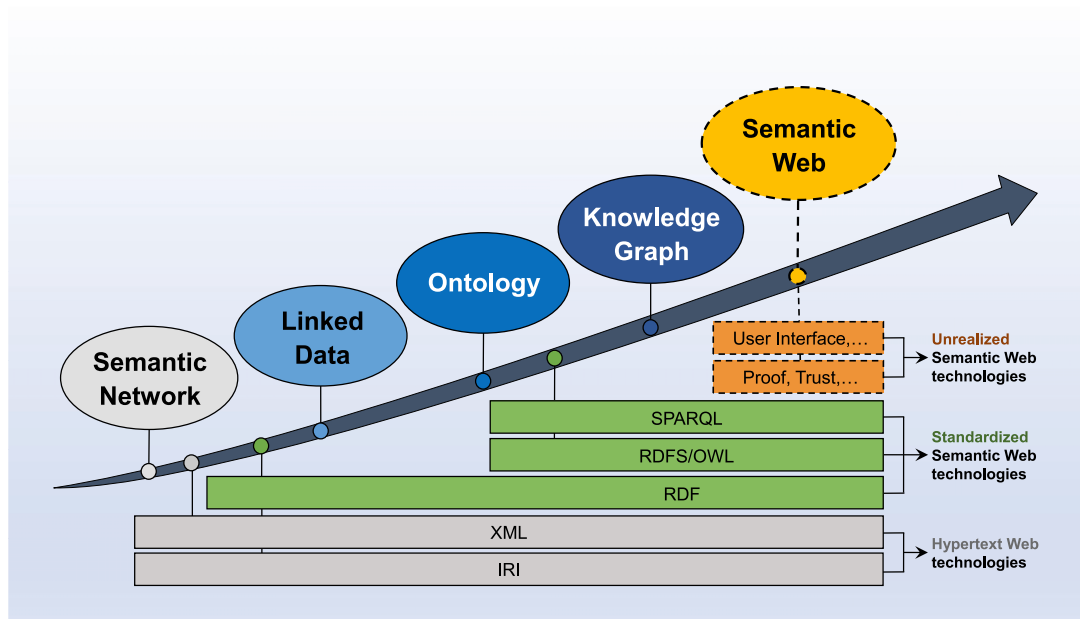 Semantic
Web
Knowledge
Graph
Ontology
Linked
Data
Semantic
Network
User Interface,...
Proof, Trust,...
Unrealized
Semantic Web
technologies
SPARQL
RDFS/OWL
RDF
Standardized
Semantic Web
technologies
XML
IRI
Hypertext Web
technologies